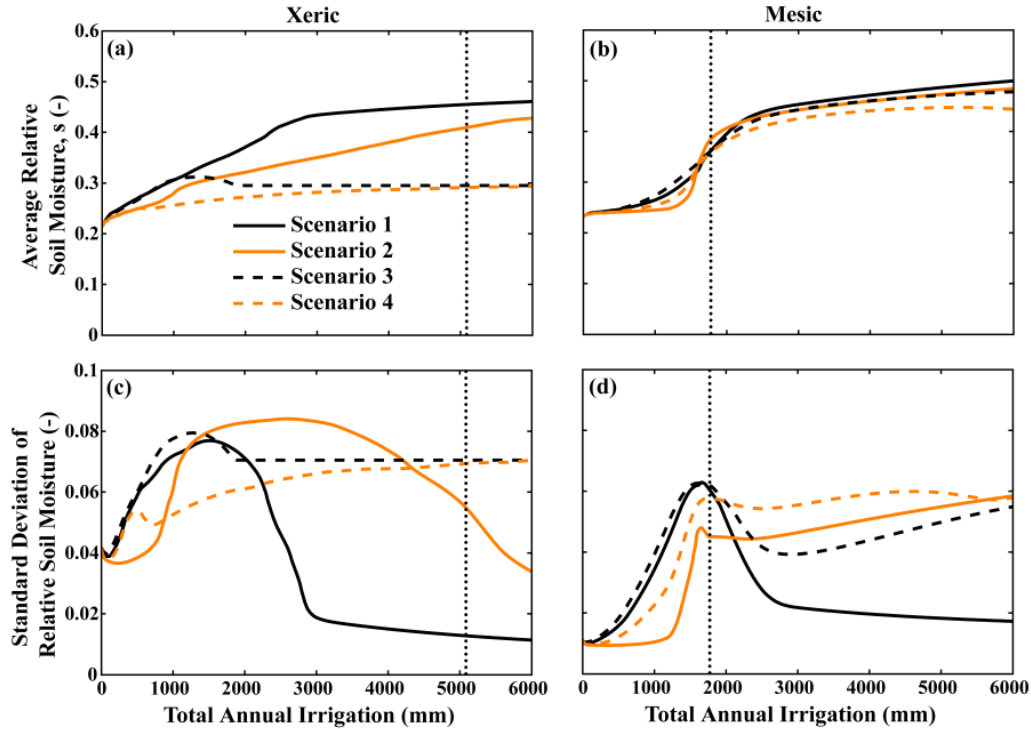 Xeric
Mesic
Average Relative
Soil Moisture, s (-)
0.6
0.5
0.4
0.3
0.2
0.1
0
(a)
Scenario 1
Scenario 2
Scenario 3
Scenario 4
(b)
Standard Deviation of
Relative Soil Moisture (-)
0.1
0.08
0.06
0.04
0.02
0
(c)
(d)
0 1000 2000 3000 4000 5000 6000
Total Annual Irrigation (mm)
0 1000 2000 3000 4000 5000 6000
Total Annual Irrigation (mm)